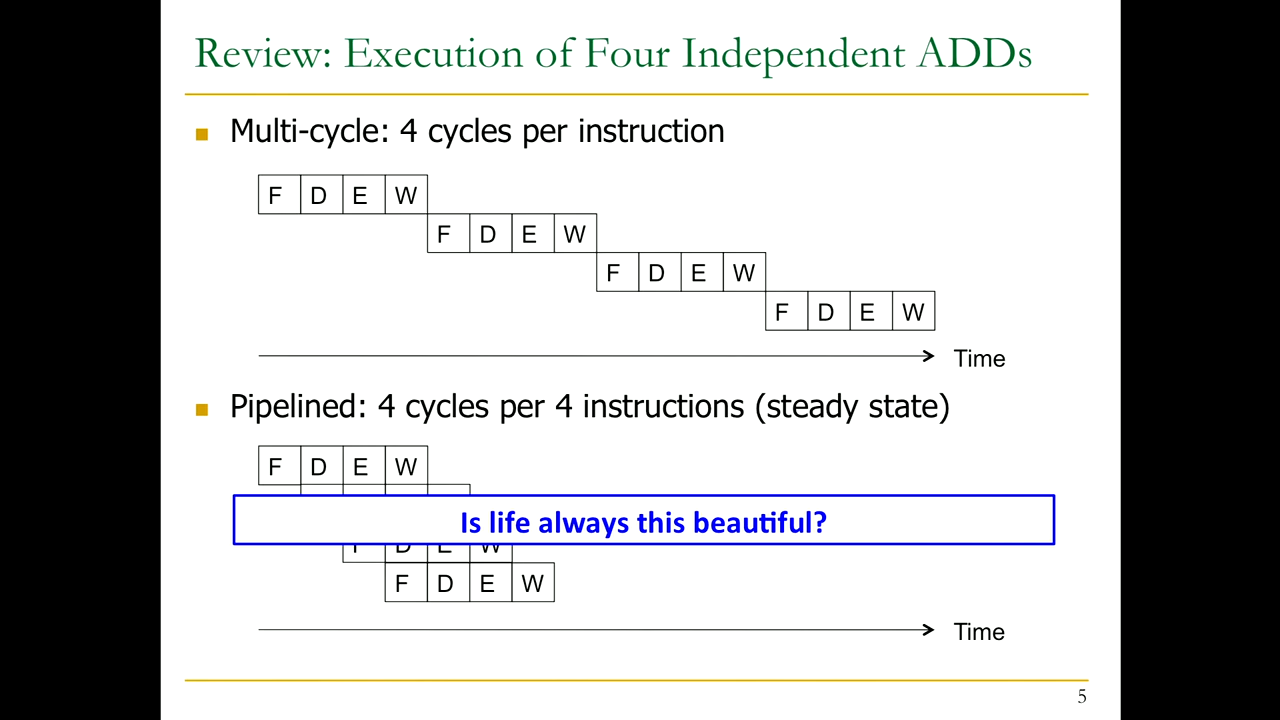 Review: Execution of Four Independent ADDs
Multi-cycle: 4 cycles per instruction
F D E W
F D E W
F D E W
F D E W
Time
Pipelined: 4 cycles per 4 instructions (steady state)
F D E W
Is life always this beautiful?
F D E W
F D E W
Time
5